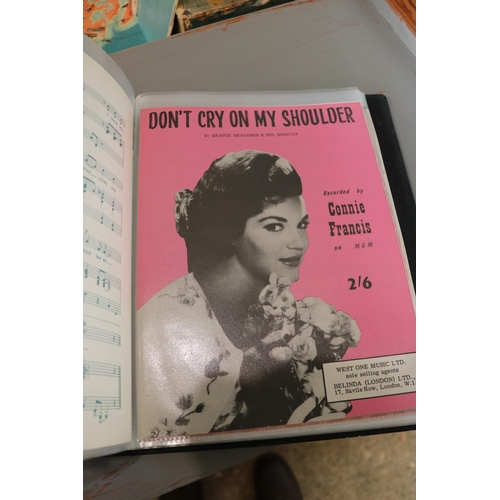 DON'T CRY ON MY SHOULDER
By BENNIE BENJAMIN & SOL MARCUS
Recorded by
Connie
Francis
on MGM
2/6
WEST ONE MUSIC LTD.
sole selling agents
BELINDA (LONDON) LTD.,
17, Savile Row, London, W.1